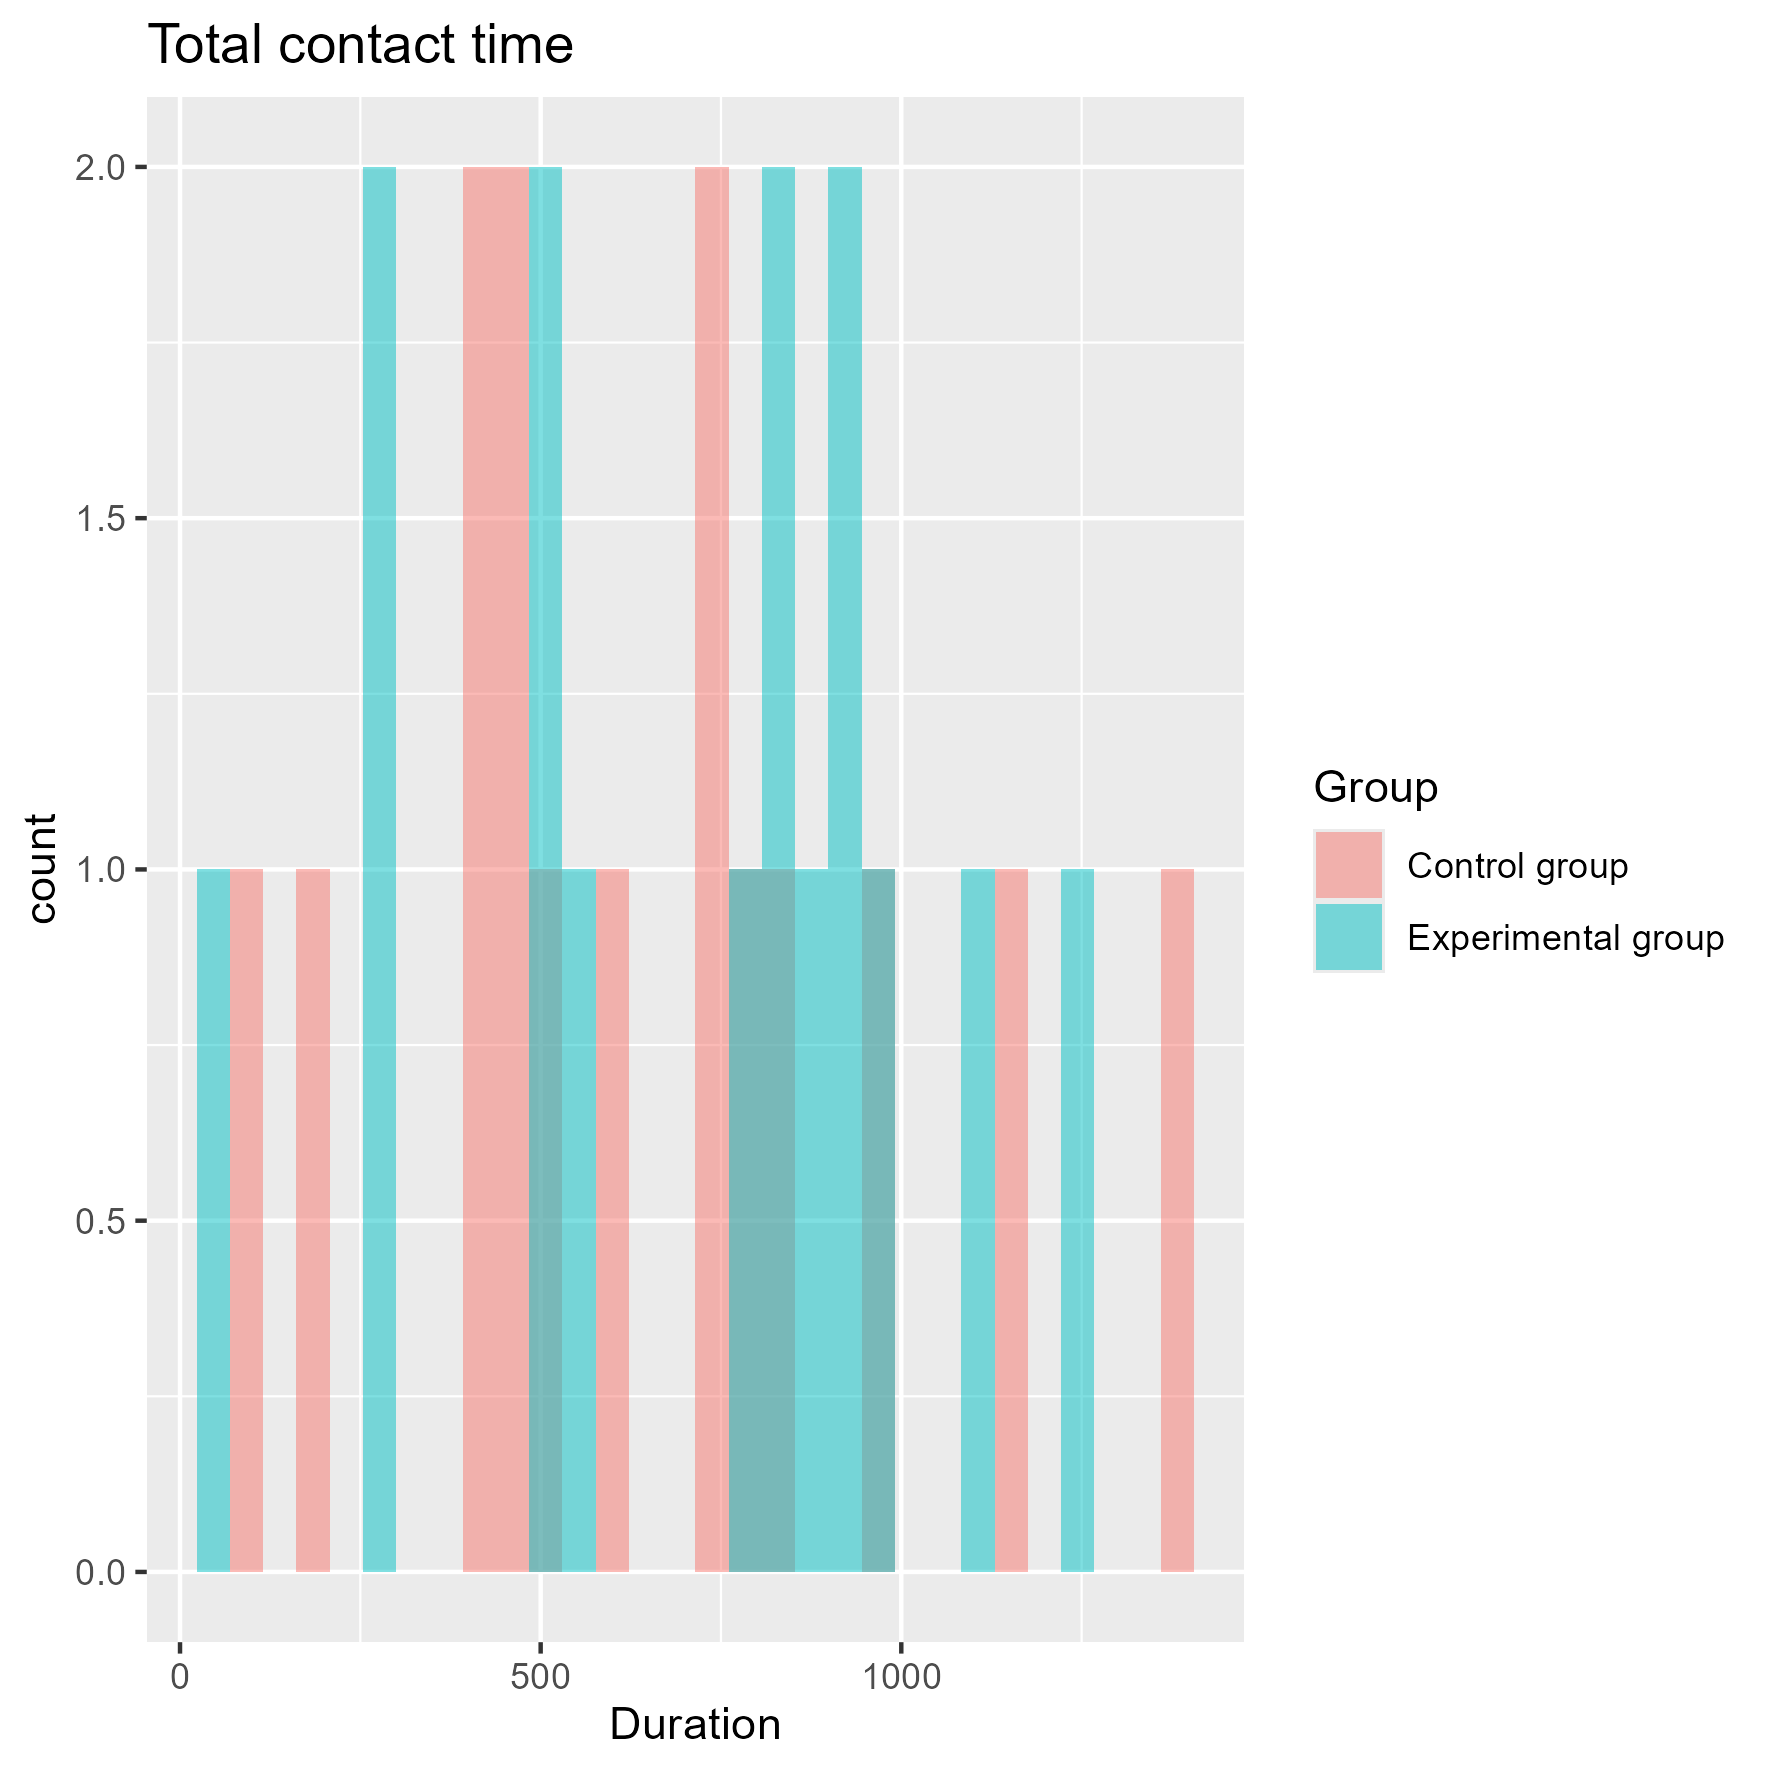 Total contact time
2.0
1.5
1.0
0.5
0.0
count
0
500
1000
Duration
Group
Control group
Experimental group